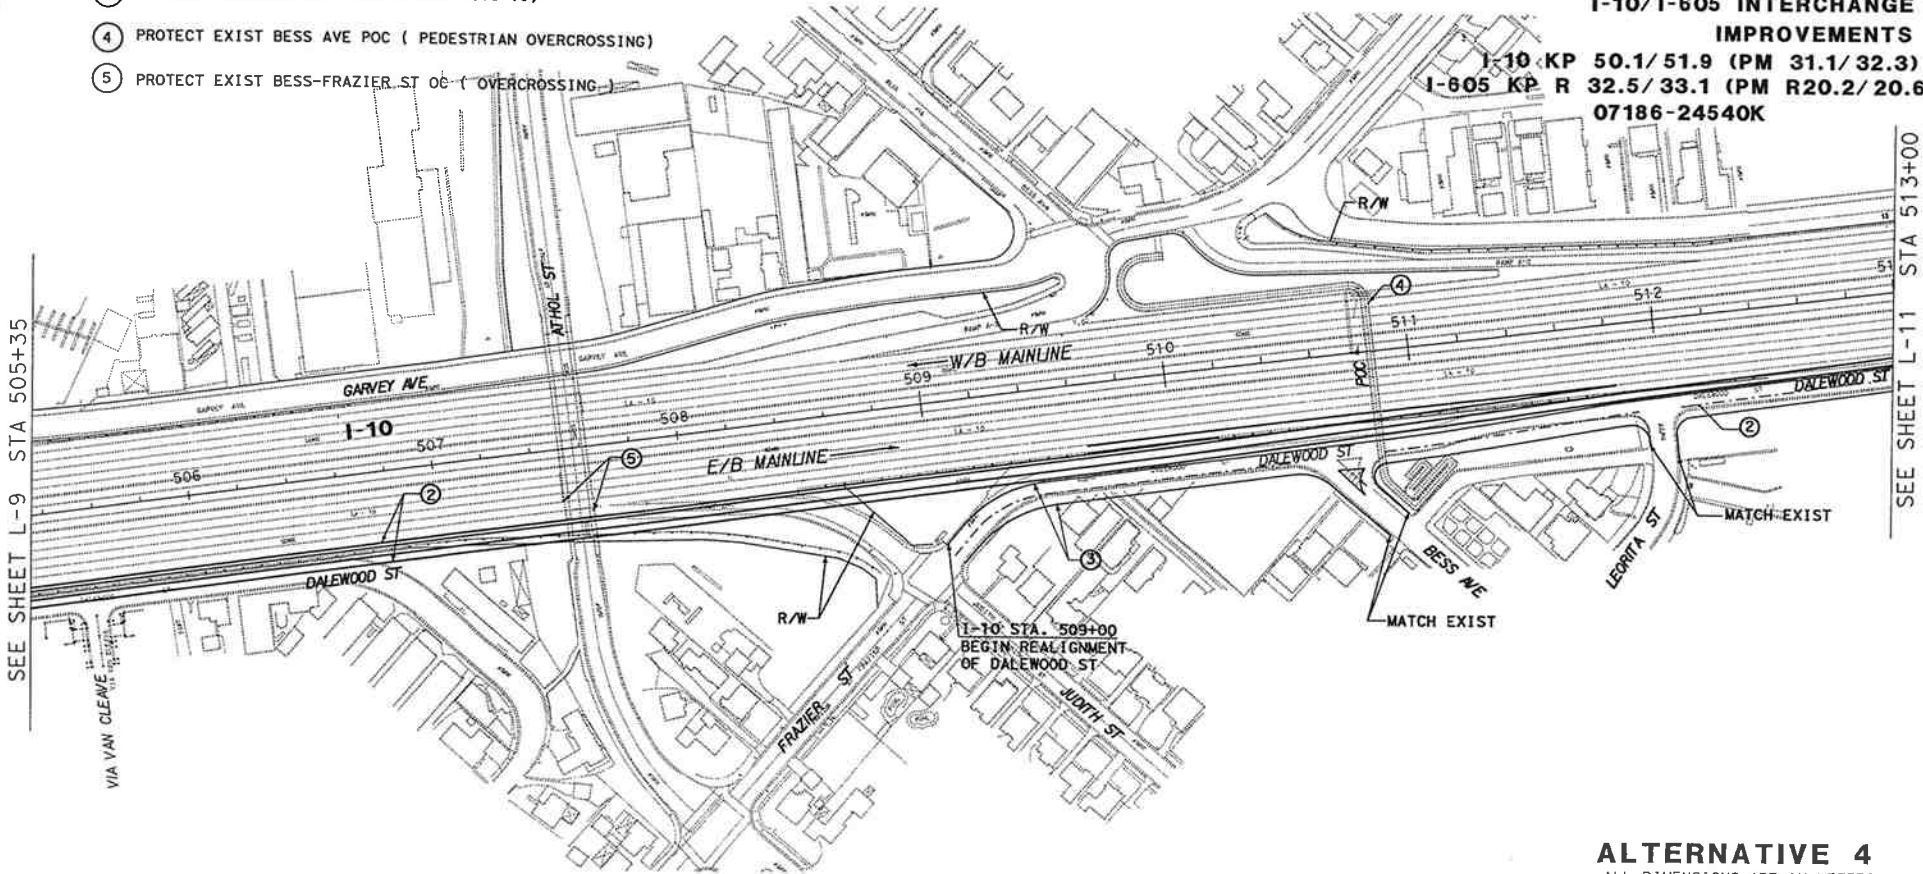 4 PROTECT EXIST BESS AVE POC ( PEDESTRIAN OVERCROSSING)
5 PROTECT EXIST BESS-FRAZIER ST OC ( OVERCROSSING )
I-10/I-605 INTERCHANGE
IMPROVEMENTS
I-10 KP 50.1/51.9 (PM 31.1/32.3)
I-605 KP R 32.5/33.1 (PM R20.2/20.6
07186-24540K
SEE SHEET L-9 STA 505+35
SEE SHEET L-11 STA 513+00
R/W
4
ATHOL ST
R/W
GARVEY AVE
GARVEY AVE
GARVEY AVE
I-10
W/B MAINLINE
E/B MAINLINE
506
507
508
509
510
511
512
51
POC
DALEWOOD ST
DALEWOOD ST
DALEWOOD ST
2
5
2
3
R/W
MATCH EXIST
MATCH EXIST
BESS AVE
LEORITA ST
I-10 STA. 509+00
BEGIN REALIGNMENT
OF DALEWOOD ST
JUDITH ST
FRAZIER ST
VIA VAN CLEAVE
ALTERNATIVE 4